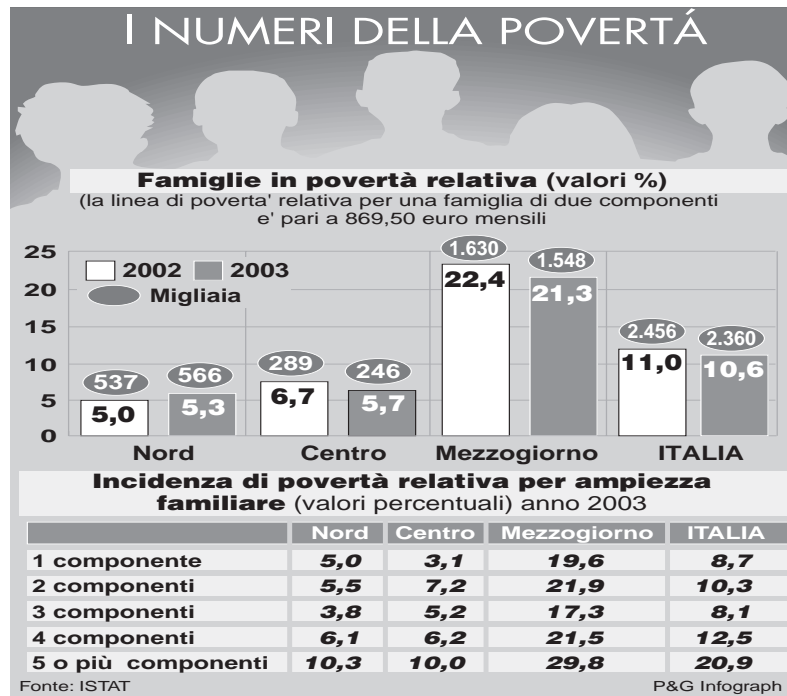 I NUMERI DELLA POVERTÁ
Famiglie in povertà relativa (valori %)
(la linea di poverta' relativa per una famiglia di due componenti
e' pari a 869,50 euro mensili
25
20
15
10
5
0
2002 2003
Migliaia
537 566 289 246 1.630 1.548 2.456 2.360
5,0 5,3 6,7 5,7 22,4 21,3 11,0 10,6
Nord Centro Mezzogiorno ITALIA
Incidenza di povertà relativa per ampiezza
familiare (valori percentuali) anno 2003
Nord Centro Mezzogiorno ITALIA
1 componente 5,0 3,1 19,6 8,7
2 componenti 5,5 7,2 21,9 10,3
3 componenti 3,8 5,2 17,3 8,1
4 componenti 6,1 6,2 21,5 12,5
5 o più componenti 10,3 10,0 29,8 20,9
Fonte: ISTAT P&G Infograph